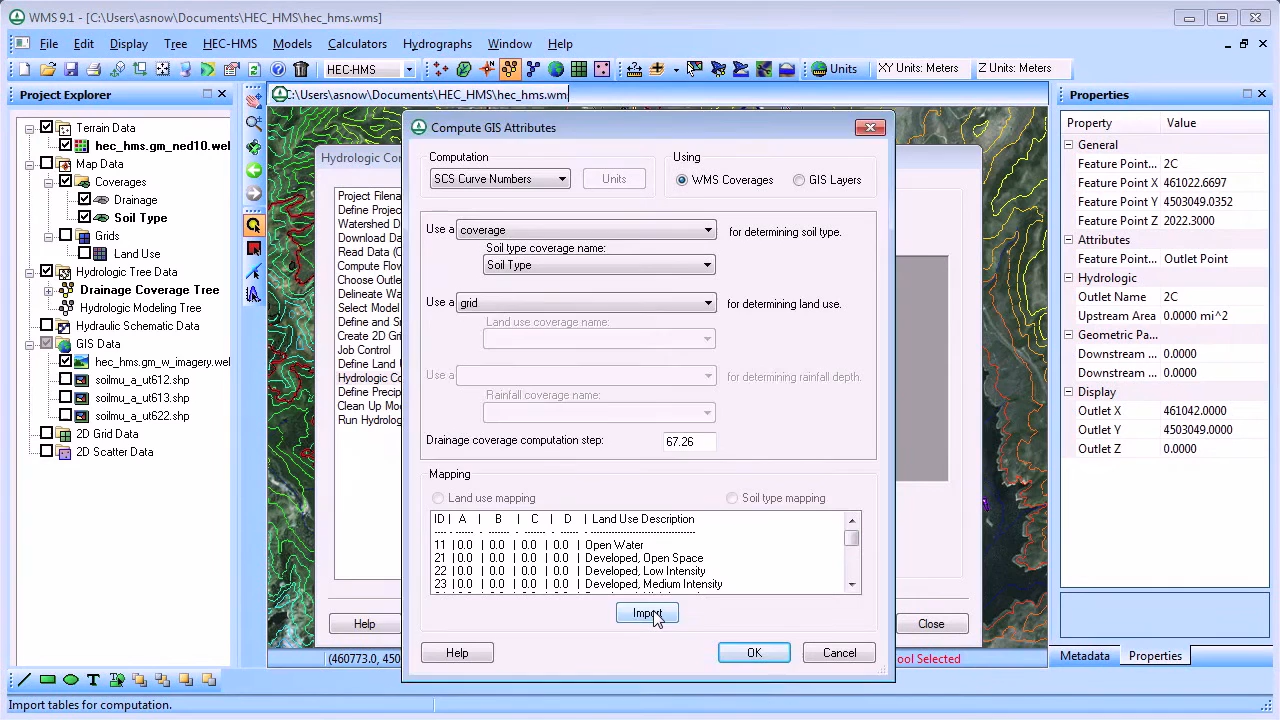 WMS 9.1 - [C:\Users\asnow\Documents\HEC_HMS\hec_hms.wms]
File Edit Display Tree HEC-HMS Models Calculators Hydrographs Window Help
HEC-HMS Units XY Units: Meters Z Units: Meters
Project Explorer
C:\Users\asnow\Documents\HEC_HMS\hec_hms.wm
Terrain Data
hec_hms.gm_ned10.wel
Map Data
Coverages
Drainage
Soil Type
Grids
Land Use
Hydrologic Tree Data
Drainage Coverage Tree
Hydrologic Modeling Tree
Hydraulic Schematic Data
GIS Data
hec_hms.gm_w_imagery.wel
soilmu_a_ut612.shp
soilmu_a_ut613.shp
soilmu_a_ut622.shp
2D Grid Data
2D Scatter Data
Hydrologic Co
Project Filena
Define Projec
Watershed D
Download Da
Read Data (C
Compute Flow
Choose Outle
Delineate Wa
Select Model
Define and Sr
Create 2D Gri
Job Control
Define Land U
Hydrologic Co
Define Precip
Clean Up Mod
Run Hydrolog
Help
Close
Compute GIS Attributes
Computation
SCS Curve Numbers
Units
Using
WMS Coverages
GIS Layers
Use a coverage for determining soil type.
Soil type coverage name:
Soil Type
Use a grid for determining land use.
Land use coverage name:
Use a for determining rainfall depth.
Rainfall coverage name:
Drainage coverage computation step: 67.26
Mapping
Land use mapping
Soil type mapping
ID | A | B | C | D | Land Use Description
11 |0.0 | 0.0 | 0.0 | 0.0 | Open Water
21 |0.0 | 0.0 | 0.0 | 0.0 | Developed, Open Space
22 |0.0 | 0.0 | 0.0 | 0.0 | Developed, Low Intensity
23 |0.0 | 0.0 | 0.0 | 0.0 | Developed, Medium Intensity
Import
Help
OK
Cancel
Properties
Property Value
General
Feature Point... 2C
Feature Point X 461022.6697
Feature Point Y 4503049.0352
Feature Point Z 2022.3000
Attributes
Feature Point... Outlet Point
Hydrologic
Outlet Name 2C
Upstream Area 0.0000 mi^2
Geometric Pa...
Downstream ... 0.0000
Downstream ... 0.0000
Display
Outlet X 461042.0000
Outlet Y 4503049.0000
Outlet Z 0.0000
Metadata Properties
(460773.0, 450
ool Selected
Import tables for computation.